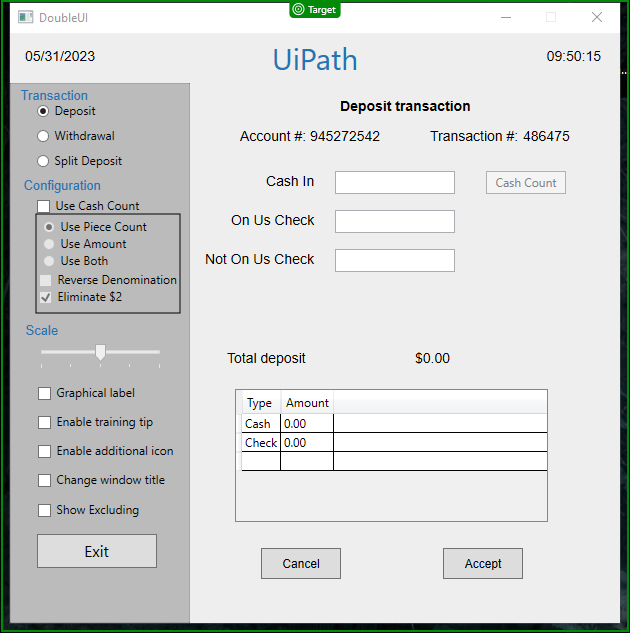 Target
DoubleUI
05/31/2023
UiPath
09:50:15
Transaction
Deposit
Withdrawal
Split Deposit
Configuration
Use Cash Count
Use Piece Count
Use Amount
Use Both
Reverse Denomination
Eliminate $2
Scale
Graphical label
Enable training tip
Enable additional icon
Change window title
Show Excluding
Exit
Deposit transaction
Account #: 945272542 Transaction #: 486475
Cash In Cash Count
On Us Check
Not On Us Check
Total deposit $0.00
Type Amount
Cash 0.00
Check 0.00
Cancel Accept